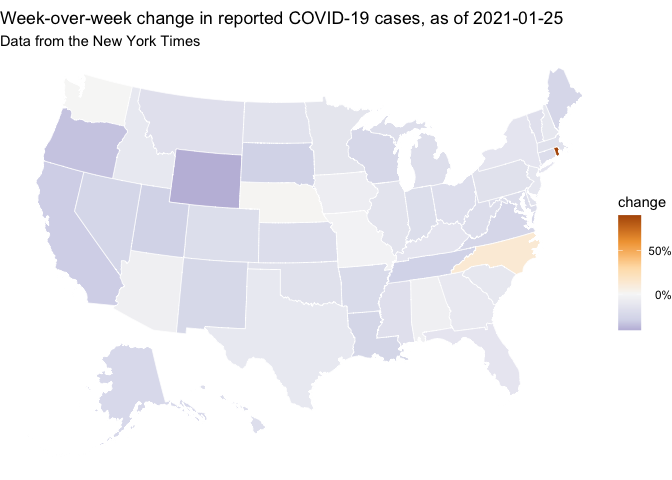 Week-over-week change in reported COVID-19 cases, as of 2021-01-25
Data from the New York Times
change
50%
0%